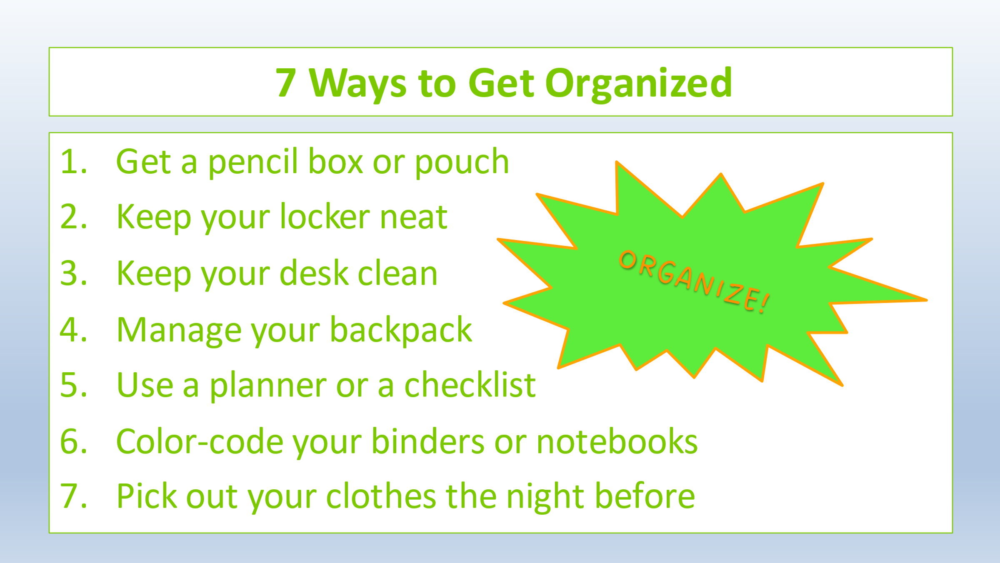 7 Ways to Get Organized
1. Get a pencil box or pouch
2. Keep your locker neat
3. Keep your desk clean
4. Manage your backpack
5. Use a planner or a checklist
6. Color-code your binders or notebooks
7. Pick out your clothes the night before
ORGANIZE!